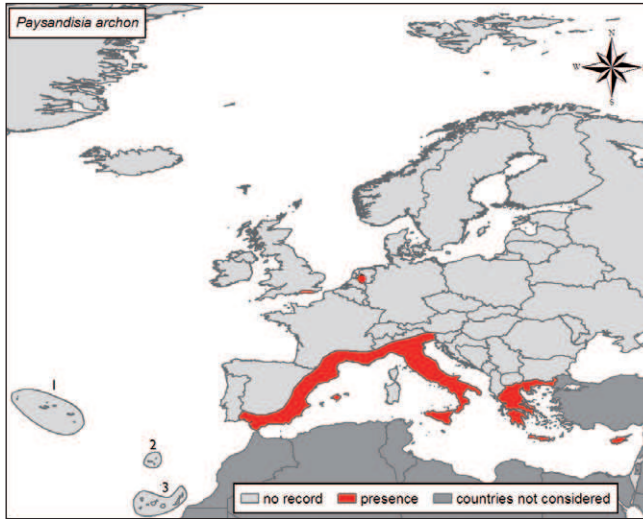 Paysandisia archon
N
W E
S
1
2
3
no record presence countries not considered